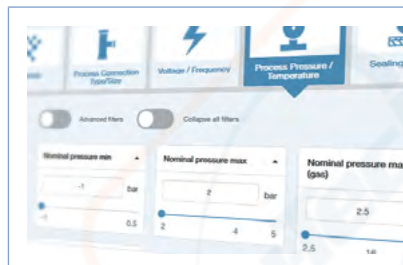 Process Connection
Type/Size
Voltage / Frequency
Process Pressure /
Temperature
Sealing
Advanced filters
Collapse all filters
Nominal pressure min
-1
bar
-1
0.5
Nominal pressure max
2
bar
2
4
5
Nominal pressure ma
(gas)
2.5
2.5
16